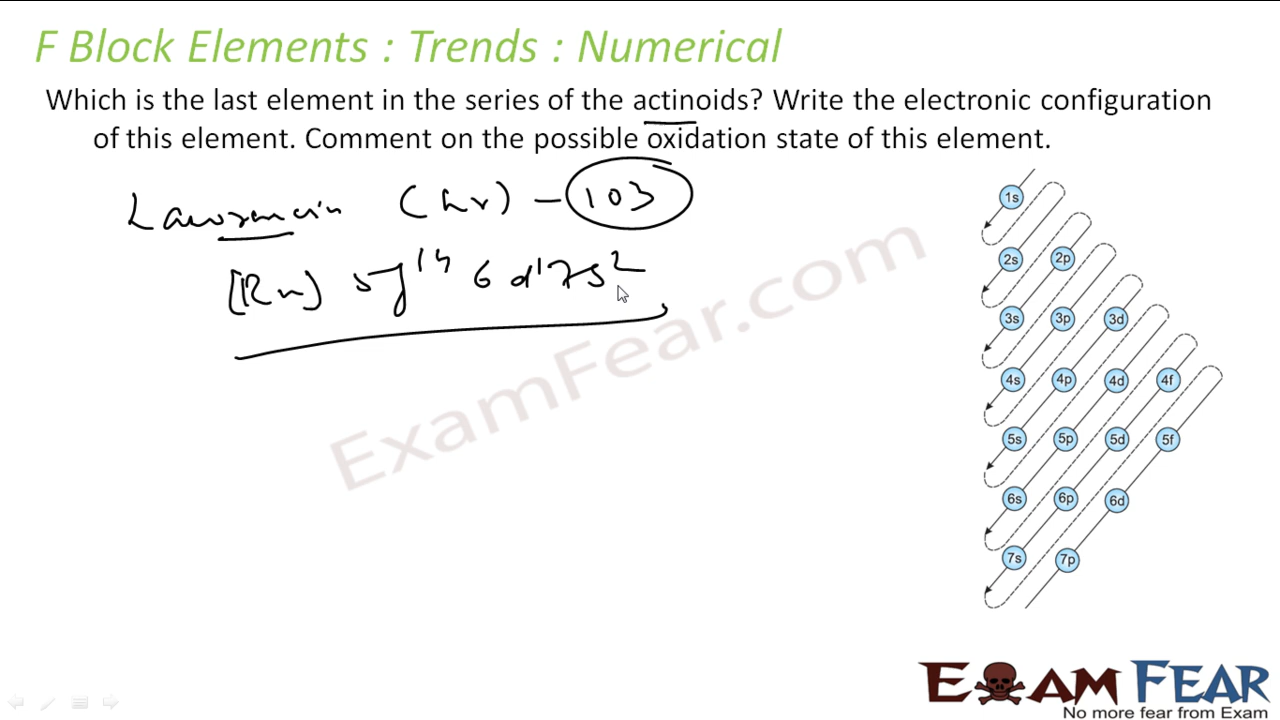 F Block Elements : Trends : Numerical
Which is the last element in the series of the actinoids? Write the electronic configuration
of this element. Comment on the possible oxidation state of this element.
(Lr) – 103
[Rn] 5f14 6d1 7s2
1s
2s 2p
3s 3p 3d
4s 4p 4d 4f
5s 5p 5d 5f
6s 6p 6d
7s 7p
ExamFear.com
EXAM FEAR
No more fear from Exam